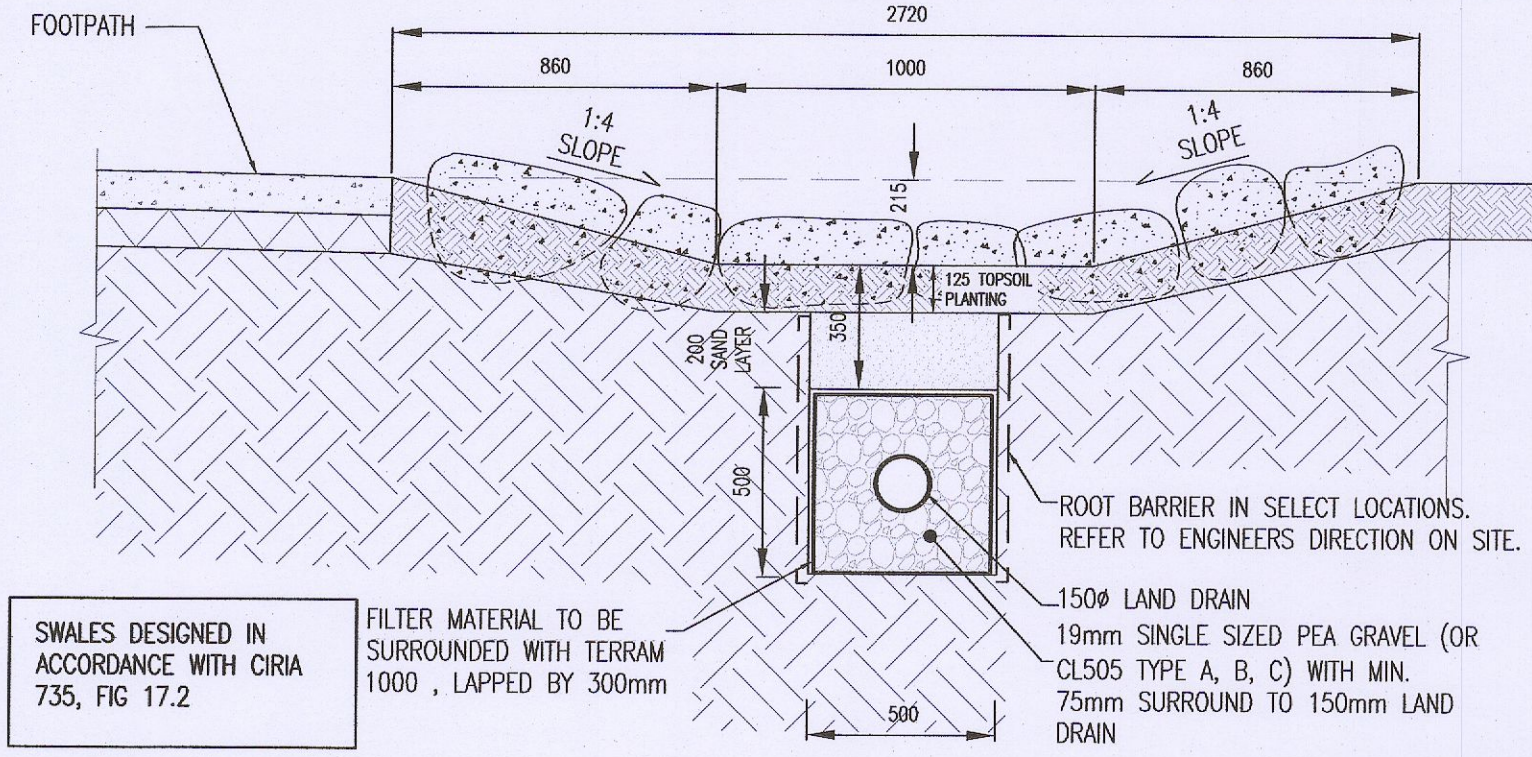 FOOTPATH
2720
860
1000
860
1:4
SLOPE
1:4
SLOPE
215
125 TOPSOIL
PLANTING
200
SAND
LAYER
350
500
ROOT BARRIER IN SELECT LOCATIONS.
REFER TO ENGINEERS DIRECTION ON SITE.
150Ø LAND DRAIN
19mm SINGLE SIZED PEA GRAVEL (OR
CL505 TYPE A, B, C) WITH MIN.
75mm SURROUND TO 150mm LAND
DRAIN
FILTER MATERIAL TO BE
SURROUNDED WITH TERRAM
1000 , LAPPED BY 300mm
SWALES DESIGNED IN
ACCORDANCE WITH CIRIA
735, FIG 17.2
500